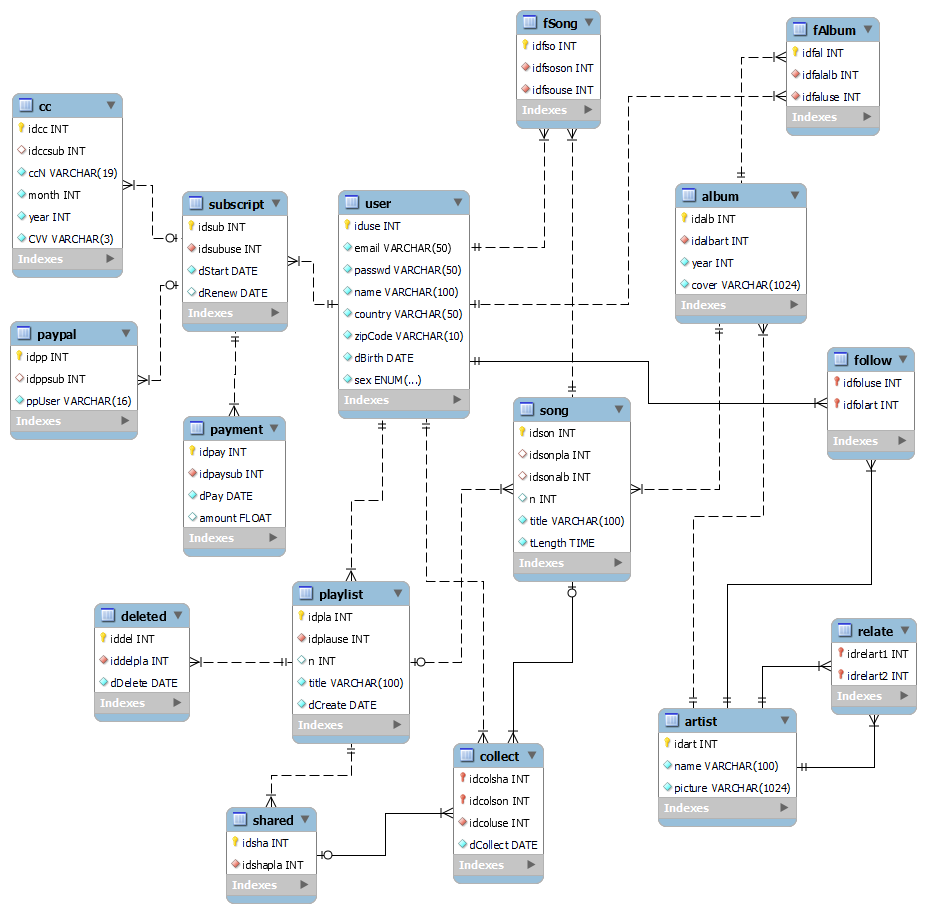 fSong
idfso INT
idfsoson INT
idfsouse INT
Indexes
fAlbum
idfal INT
idfalalb INT
idfaluse INT
Indexes
cc
idcc INT
idccsub INT
ccN VARCHAR(19)
month INT
year INT
CVV VARCHAR(3)
Indexes
subscript
idsub INT
idsubuse INT
dStart DATE
dRenew DATE
Indexes
user
iduse INT
email VARCHAR(50)
passwd VARCHAR(50)
name VARCHAR(100)
country VARCHAR(50)
zipCode VARCHAR(10)
dBirth DATE
sex ENUM(...)
Indexes
album
idalb INT
idalbart INT
year INT
cover VARCHAR(1024)
Indexes
paypal
idpp INT
idppsub INT
ppUser VARCHAR(16)
Indexes
follow
idfoluse INT
idfolart INT
Indexes
payment
idpay INT
idpaysub INT
dPay DATE
amount FLOAT
Indexes
song
idson INT
idsonpla INT
idsonalb INT
n INT
title VARCHAR(100)
tLength TIME
Indexes
deleted
iddel INT
iddelpla INT
dDelete DATE
Indexes
playlist
idpla INT
idplause INT
n INT
title VARCHAR(100)
dCreate DATE
Indexes
relate
idrelart1 INT
idrelart2 INT
Indexes
artist
idart INT
name VARCHAR(100)
picture VARCHAR(1024)
Indexes
collect
idcolsha INT
idcolson INT
idcoluse INT
dCollect DATE
Indexes
shared
idsha INT
idshapla INT
Indexes